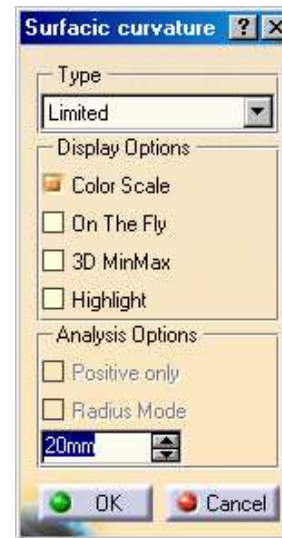 Surfacic curvature ? X
Type
Limited
Display Options
Color Scale
On The Fly
3D MinMax
Highlight
Analysis Options
Positive only
Radius Mode
20mm
OK Cancel